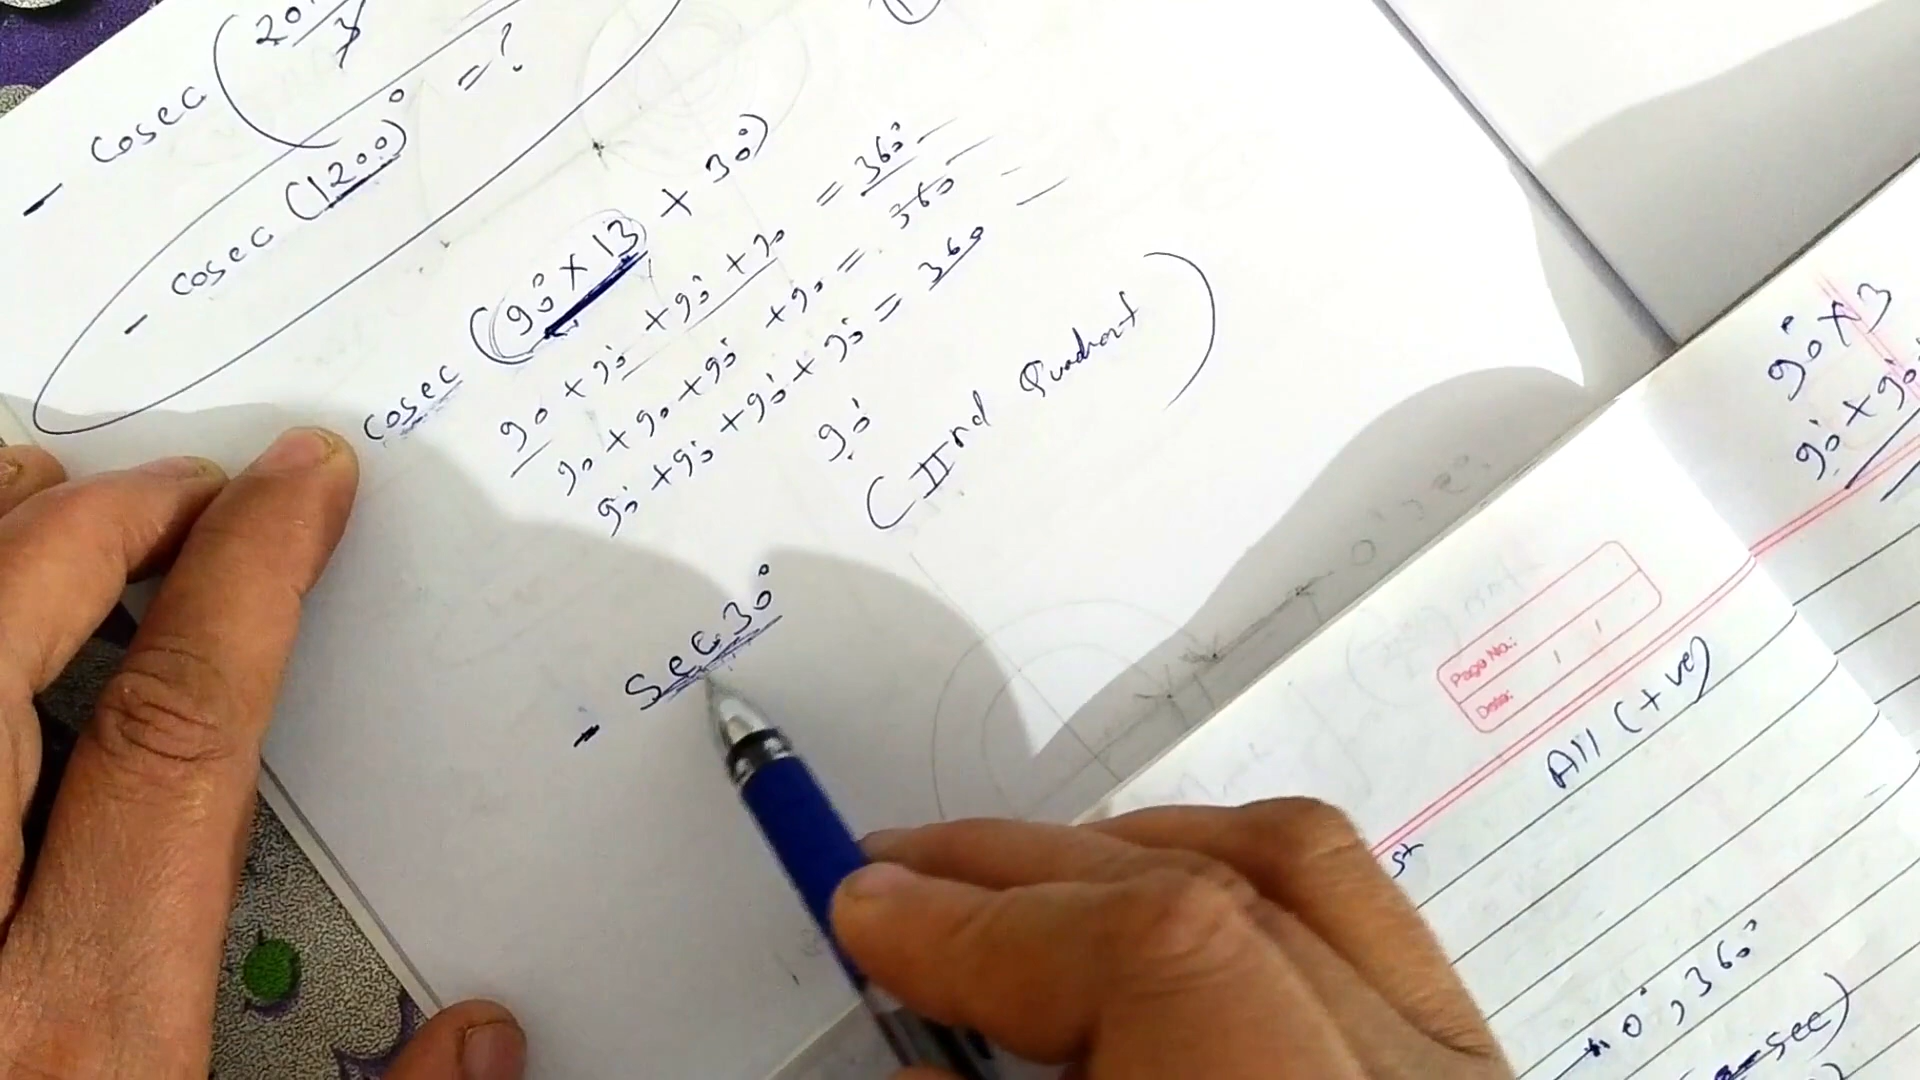 - cosec (20
3
- cosec (1200)° = ?
cosec (90° × 13 + 30°)
90 + 90° + 90° + 90 = 360°
90 + 90 + 90° + 90 = 360
90° + 90° + 90° + 90° = 360
90°
(IInd Quadrant)
- Sec 30°
90° × 3
90° + 90°
Page No.:
Date:
All (+ ve)
st
0°, 360°
sec)